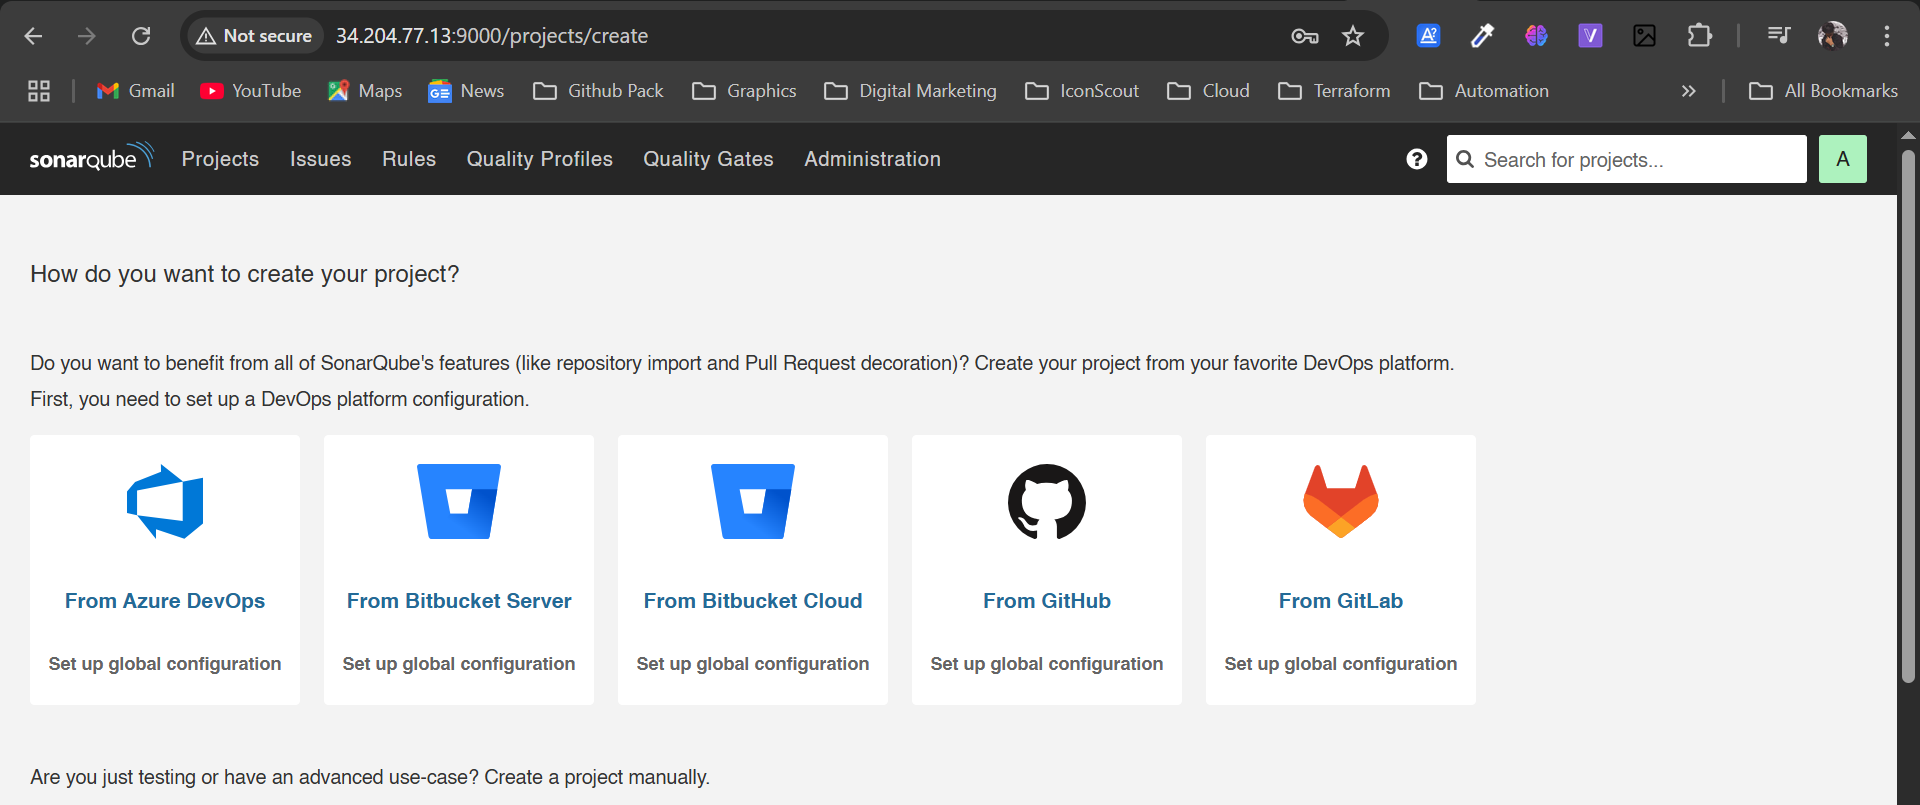 Not secure 34.204.77.13:9000/projects/create
Gmail YouTube Maps News Github Pack Graphics Digital Marketing IconScout Cloud Terraform Automation All Bookmarks
sonarqube Projects Issues Rules Quality Profiles Quality Gates Administration ? Search for projects... A
How do you want to create your project?
Do you want to benefit from all of SonarQube's features (like repository import and Pull Request decoration)? Create your project from your favorite DevOps platform.
First, you need to set up a DevOps platform configuration.
From Azure DevOps From Bitbucket Server From Bitbucket Cloud From GitHub From GitLab
Set up global configuration Set up global configuration Set up global configuration Set up global configuration Set up global configuration
Are you just testing or have an advanced use-case? Create a project manually.